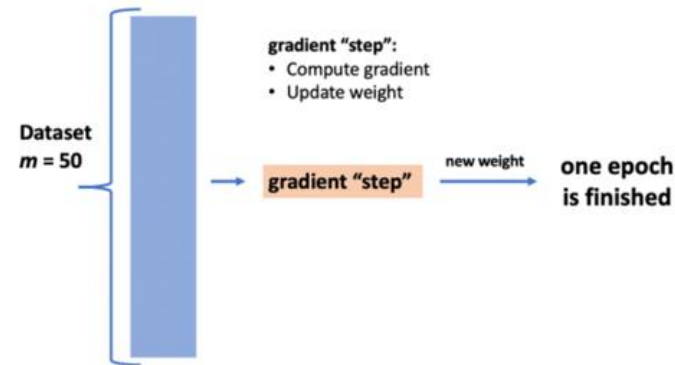 gradient “step”:
• Compute gradient
• Update weight
Dataset
m = 50
gradient “step”
new weight
one epoch
is finished